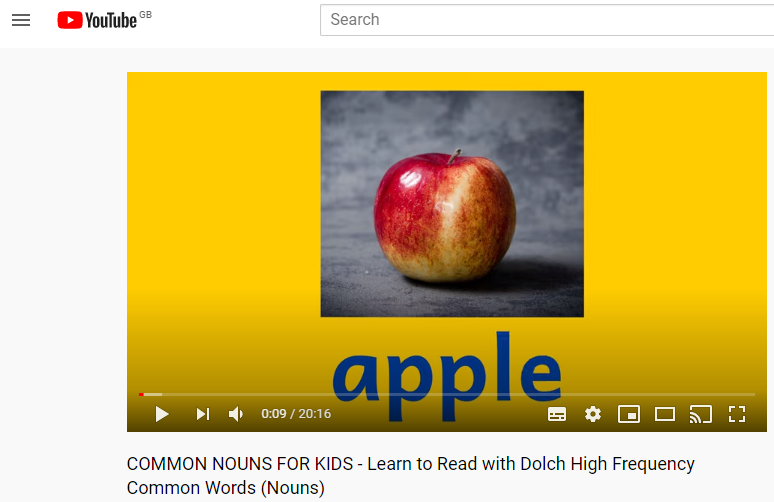 YouTube GB
Search
apple
0:09 / 20:16
COMMON NOUNS FOR KIDS - Learn to Read with Dolch High Frequency
Common Words (Nouns)